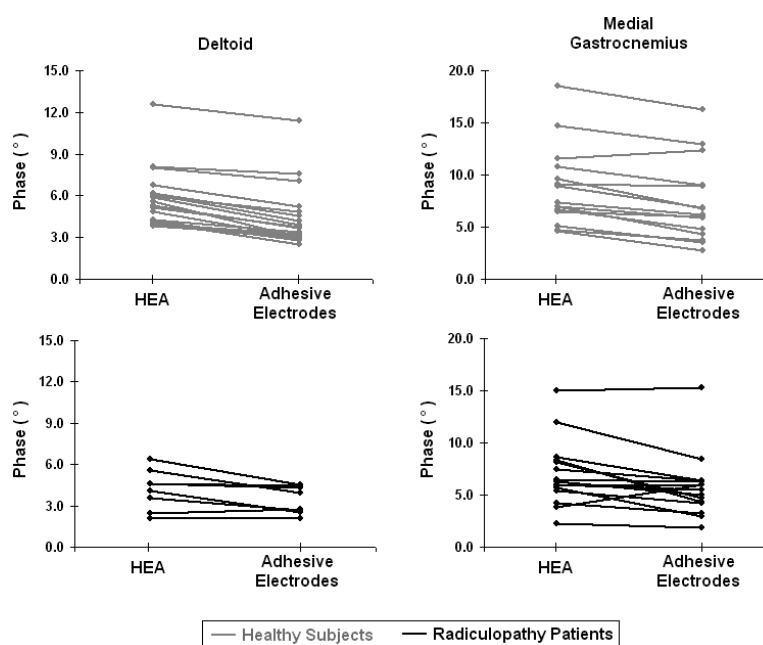 Deltoid
15.0
12.0
9.0
6.0
3.0
0.0
Phase ( ° )
HEA
Adhesive
Electrodes
Medial
Gastrocnemius
20.0
15.0
10.0
5.0
0.0
Phase ( ° )
HEA
Adhesive
Electrodes
15.0
12.0
9.0
6.0
3.0
0.0
Phase ( ° )
HEA
Adhesive
Electrodes
20.0
15.0
10.0
5.0
0.0
Phase ( ° )
HEA
Adhesive
Electrodes
Healthy Subjects Radiculopathy Patients